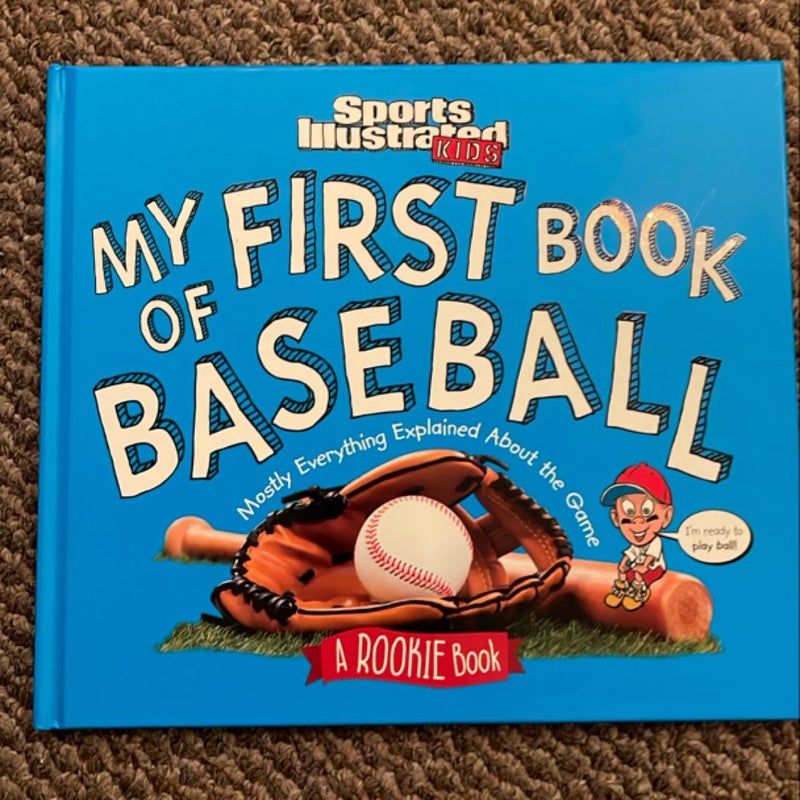 Sports
Illustrated
KIDS
MY FIRST BOOK
OF
BASEBALL
Mostly Everything Explained About the Game
I'm ready to
play ball!
A ROOKIE Book